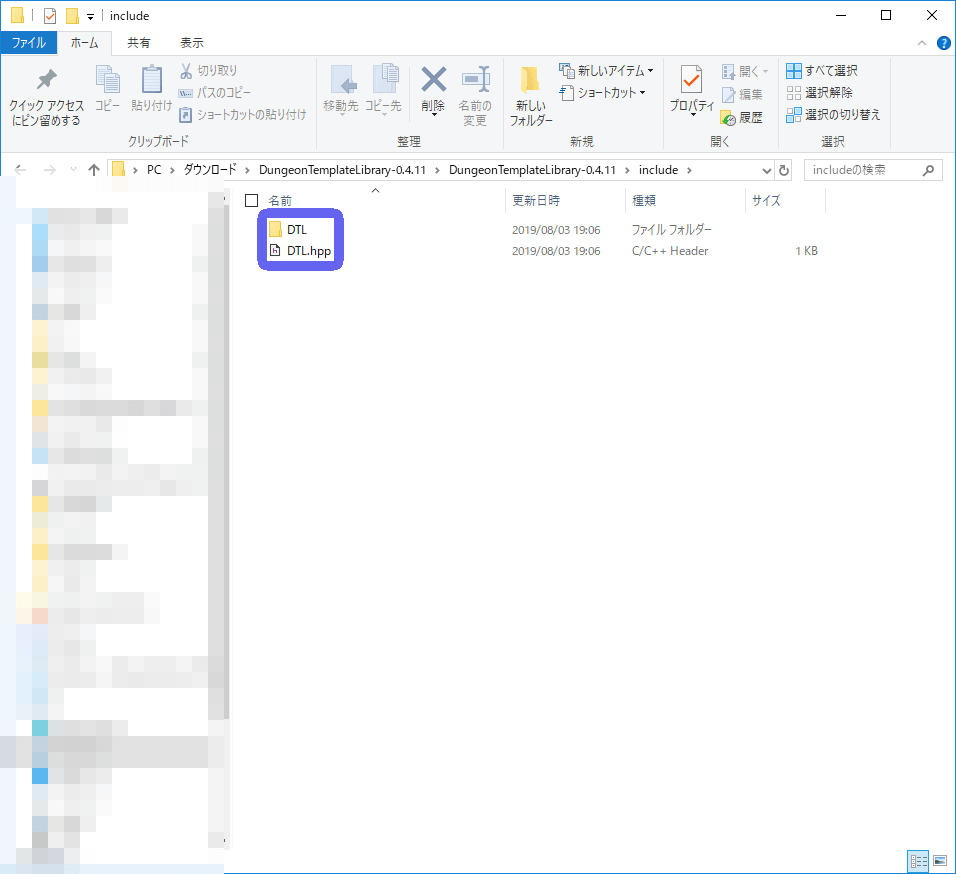 include
ファイル ホーム 共有 表示
クイック アクセス
にピン留めする
コピー
貼り付け
切り取り
パスのコピー
ショートカットの貼り付け
クリップボード
移動先
コピー先
削除
名前の
変更
整理
新しい
フォルダー
新しいアイテム
ショートカット
新規
プロパティ
開く
編集
履歴
開く
すべて選択
選択解除
選択の切り替え
選択
PC › ダウンロード › DungeonTemplateLibrary-0.4.11 › DungeonTemplateLibrary-0.4.11 › include ›
includeの検索
名前 更新日時 種類 サイズ
DTL 2019/08/03 19:06 ファイル フォルダー
DTL.hpp 2019/08/03 19:06 C/C++ Header 1 KB